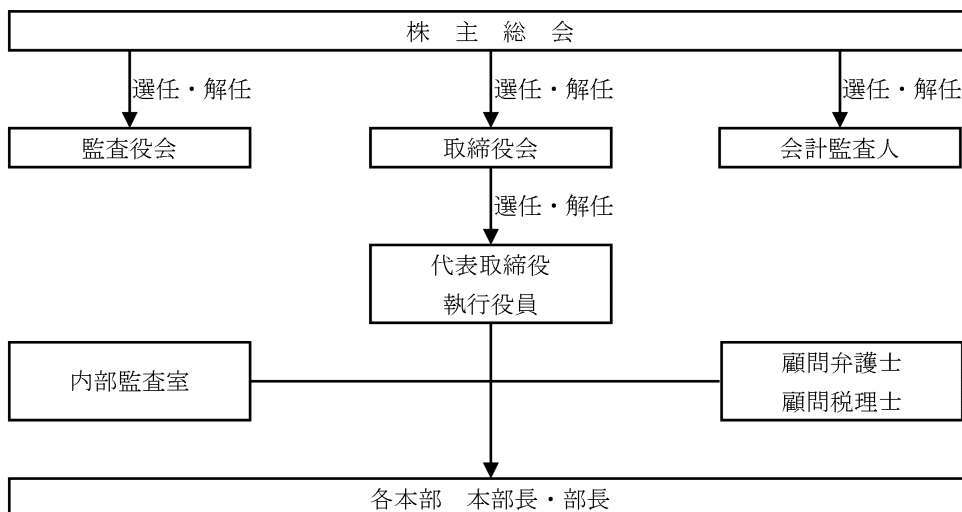 株　主　総　会
選任・解任
選任・解任
選任・解任
監査役会
取締役会
会計監査人
選任・解任
代表取締役
執行役員
内部監査室
顧問弁護士
顧問税理士
各本部　本部長・部長